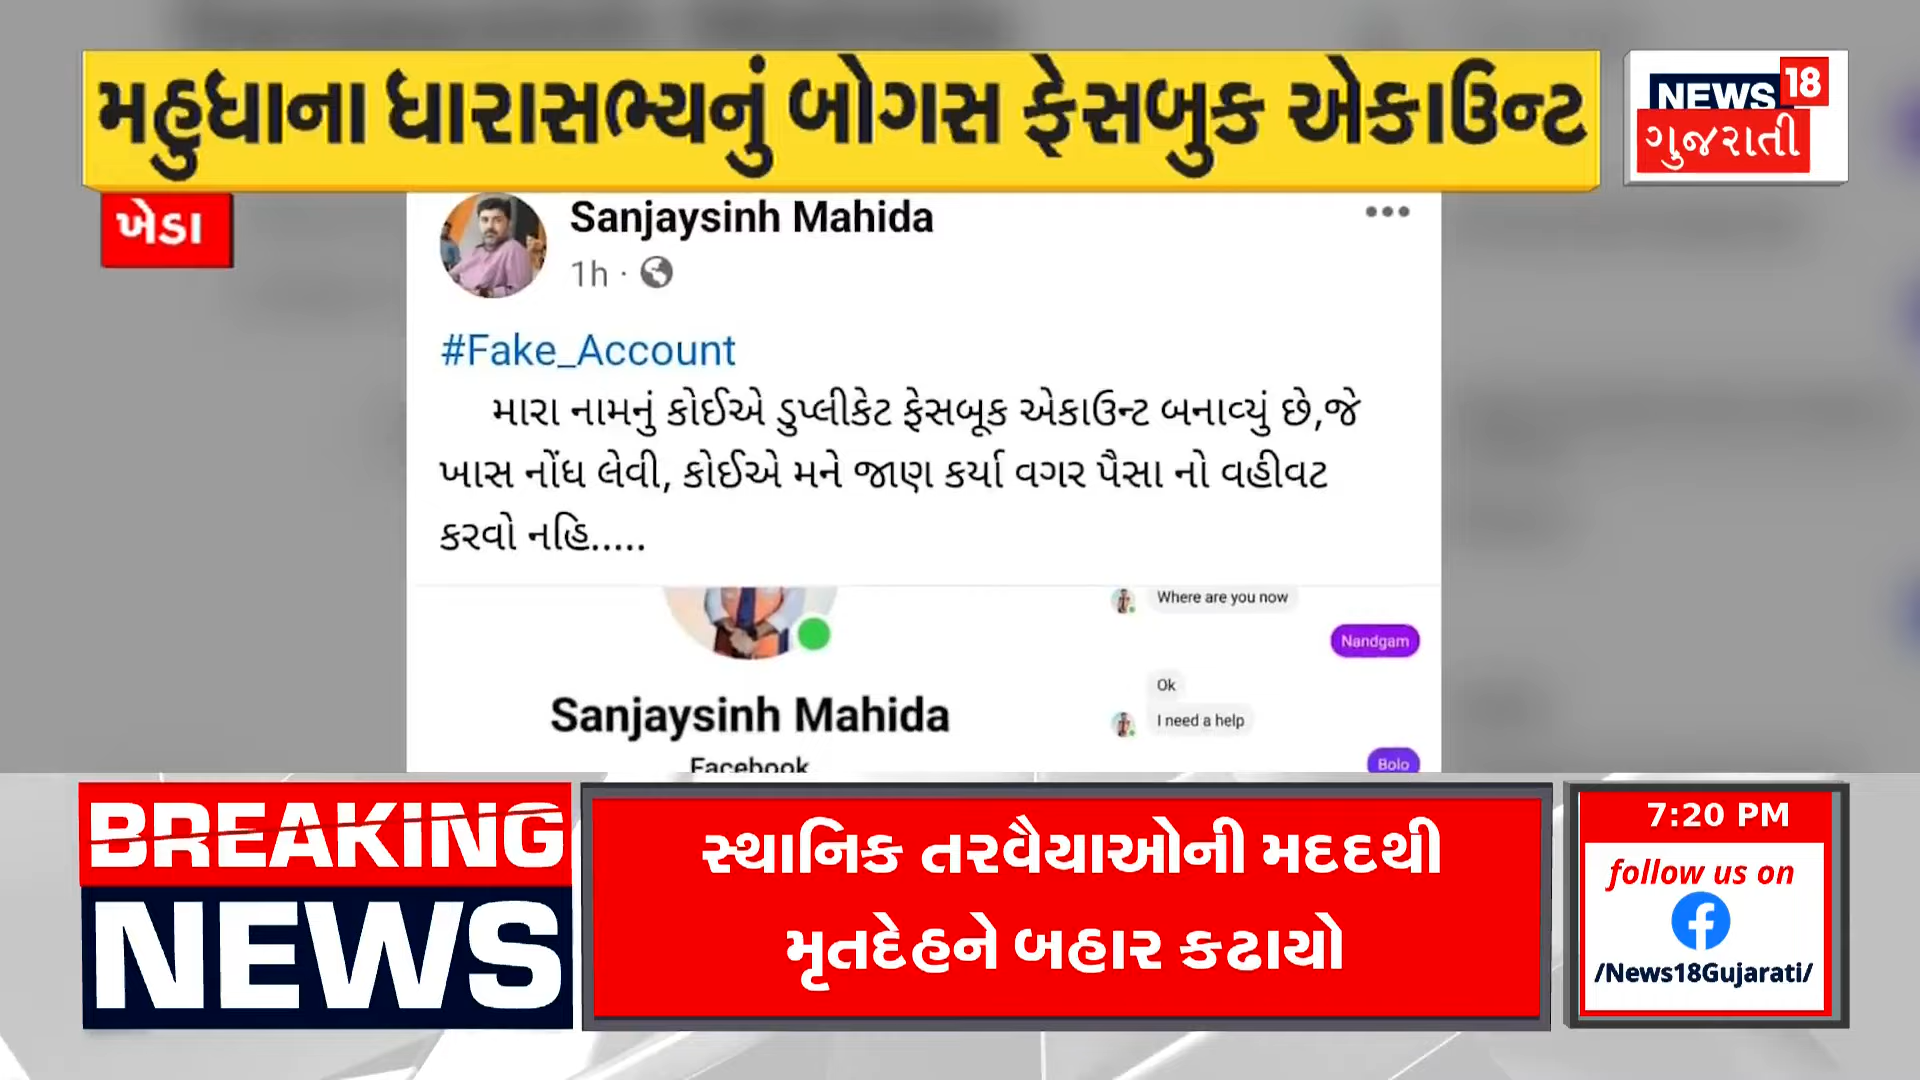 મહુધાના ધારાસભ્યનું બોગસ ફેસબુક એકાઉન્ટ
NEWS 18
ગુજરાતી
ખેડા
Sanjaysinh Mahida
1h ·
#Fake_Account
મારા નામનું કોઈએ ડુપ્લીકેટ ફેસબૂક એકાઉન્ટ બનાવ્યું છે,જે
ખાસ નોંધ લેવી, કોઈએ મને જાણ કર્યા વગર પૈસા નો વહીવટ
કરવો નહિ.....
Where are you now
Nandgam
Ok
I need a help
Bolo
Sanjaysinh Mahida
Facebook
BREAKING
NEWS
સ્થાનિક તરવૈયાઓની મદદથી
મૃતદેહને બહાર કઢાયો
7:20 PM
follow us on
/News18Gujarati/